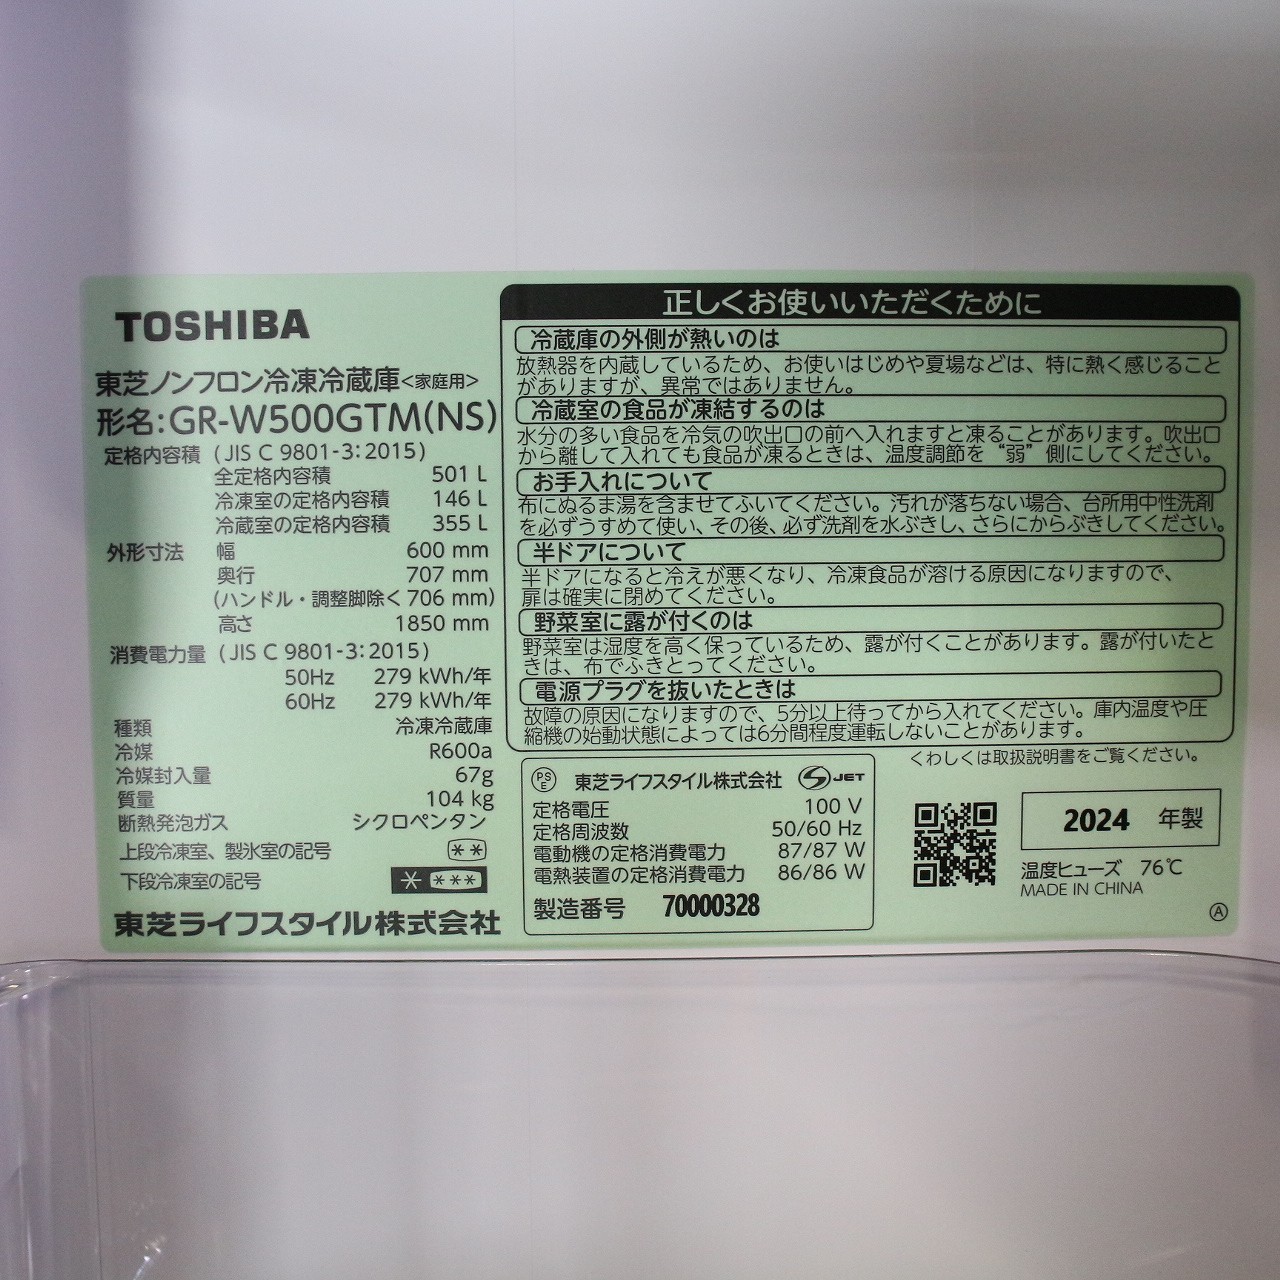 TOSHIBA
東芝ノンフロン冷凍冷蔵庫<家庭用>
形名:GR-W500GTM(NS)
定格内容積 (JIS C 9801-3:2015)
全定格内容積 501 L
冷凍室の定格内容積 146 L
冷蔵室の定格内容積 355 L
外形寸法 幅 600 mm
奥行 707 mm
(ハンドル・調整脚除く706 mm)
高さ 1850 mm
消費電力量 (JIS C 9801-3:2015)
50Hz 279 kWh/年
60Hz 279 kWh/年
種類 冷凍冷蔵庫
冷媒 R600a
冷媒封入量 67g
質量 104 kg
断熱発泡ガス シクロペンタン
上段冷凍室、製氷室の記号 **
下段冷凍室の記号 * ***
東芝ライフスタイル株式会社
正しくお使いいただくために
冷蔵庫の外側が熱いのは
放熱器を内蔵しているため、お使いはじめや夏場などは、特に熱く感じること
がありますが、異常ではありません。
冷蔵室の食品が凍結するのは
水分の多い食品を冷気の吹出口の前へ入れますと凍ることがあります。吹出口
から離して入れても食品が凍るときは、温度調節を“弱”側にしてください。
お手入れについて
布にぬるま湯を含ませてふいてください。汚れが落ちない場合、台所用中性洗剤
を必ずうすめて使い、その後、必ず洗剤を水ぶきし、さらにからぶきしてください。
半ドアについて
半ドアになると冷えが悪くなり、冷凍食品が溶ける原因になりますので、
扉は確実に閉めてください。
野菜室に露が付くのは
野菜室は湿度を高く保っているため、露が付くことがあります。露が付いたと
きは、布でふきとってください。
電源プラグを抜いたときは
故障の原因になりますので、5分以上待ってから入れてください。庫内温度や圧
縮機の始動状態によっては6分間程度運転しないことがあります。
くわしくは取扱説明書をご覧ください。
PS E 東芝ライフスタイル株式会社 S JET
定格電圧 100 V
定格周波数 50/60 Hz
電動機の定格消費電力 87/87 W
電熱装置の定格消費電力 86/86 W
製造番号 70000328
2024 年製
温度ヒューズ 76℃
MADE IN CHINA
A